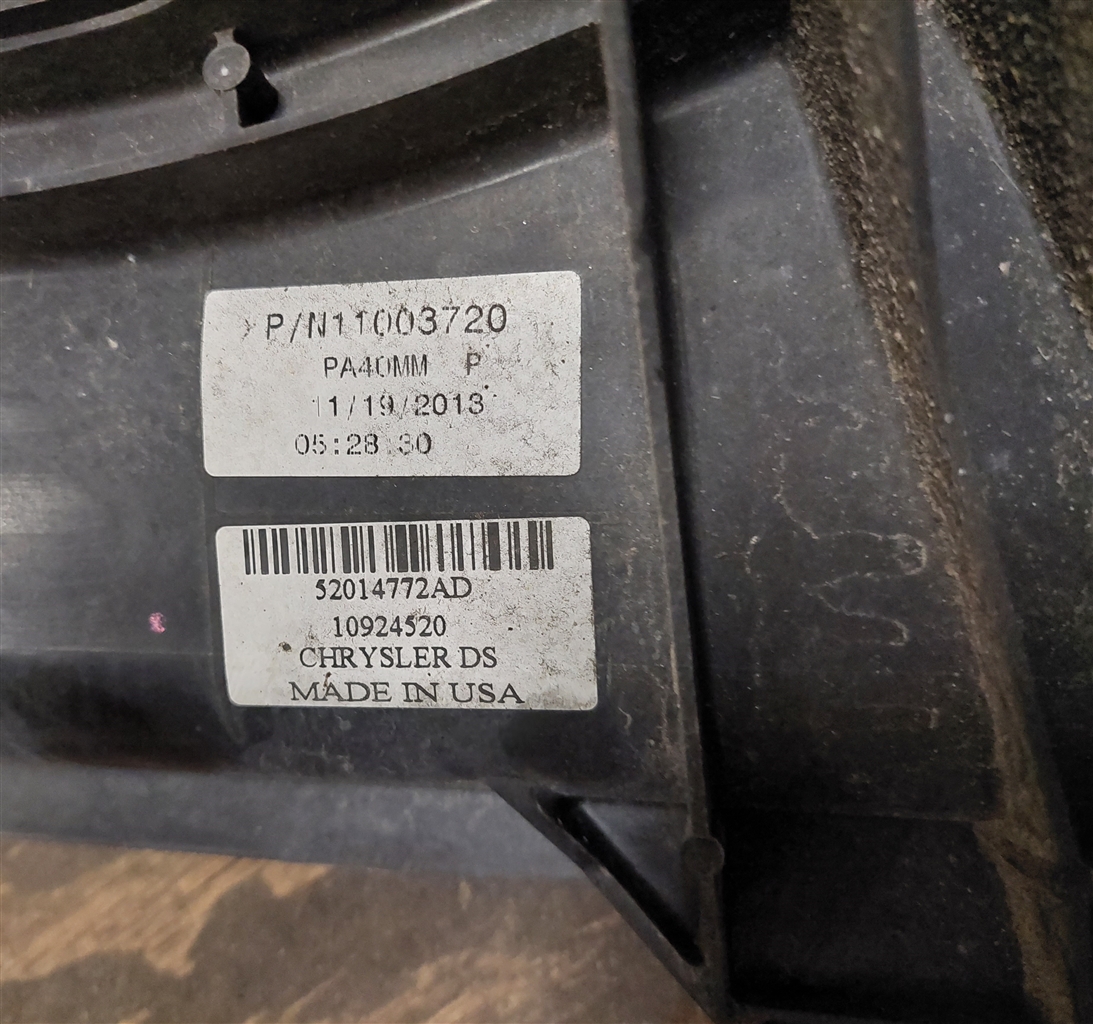 P/N11003720
PA40MM P
11/19/2013
05:28:30
52014772AD
10924520
CHRYSLER DS
MADE IN USA